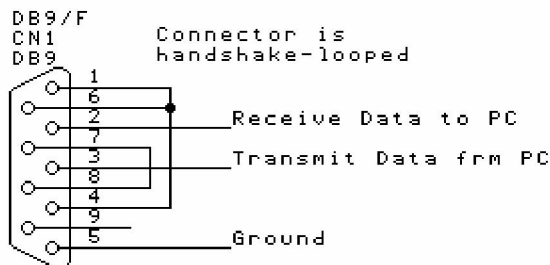 DB9/F
CN1
DB9
Connector is
handshake-looped
1
6
2
Receive Data to PC
7
3
Transmit Data frm PC
8
4
9
5
Ground